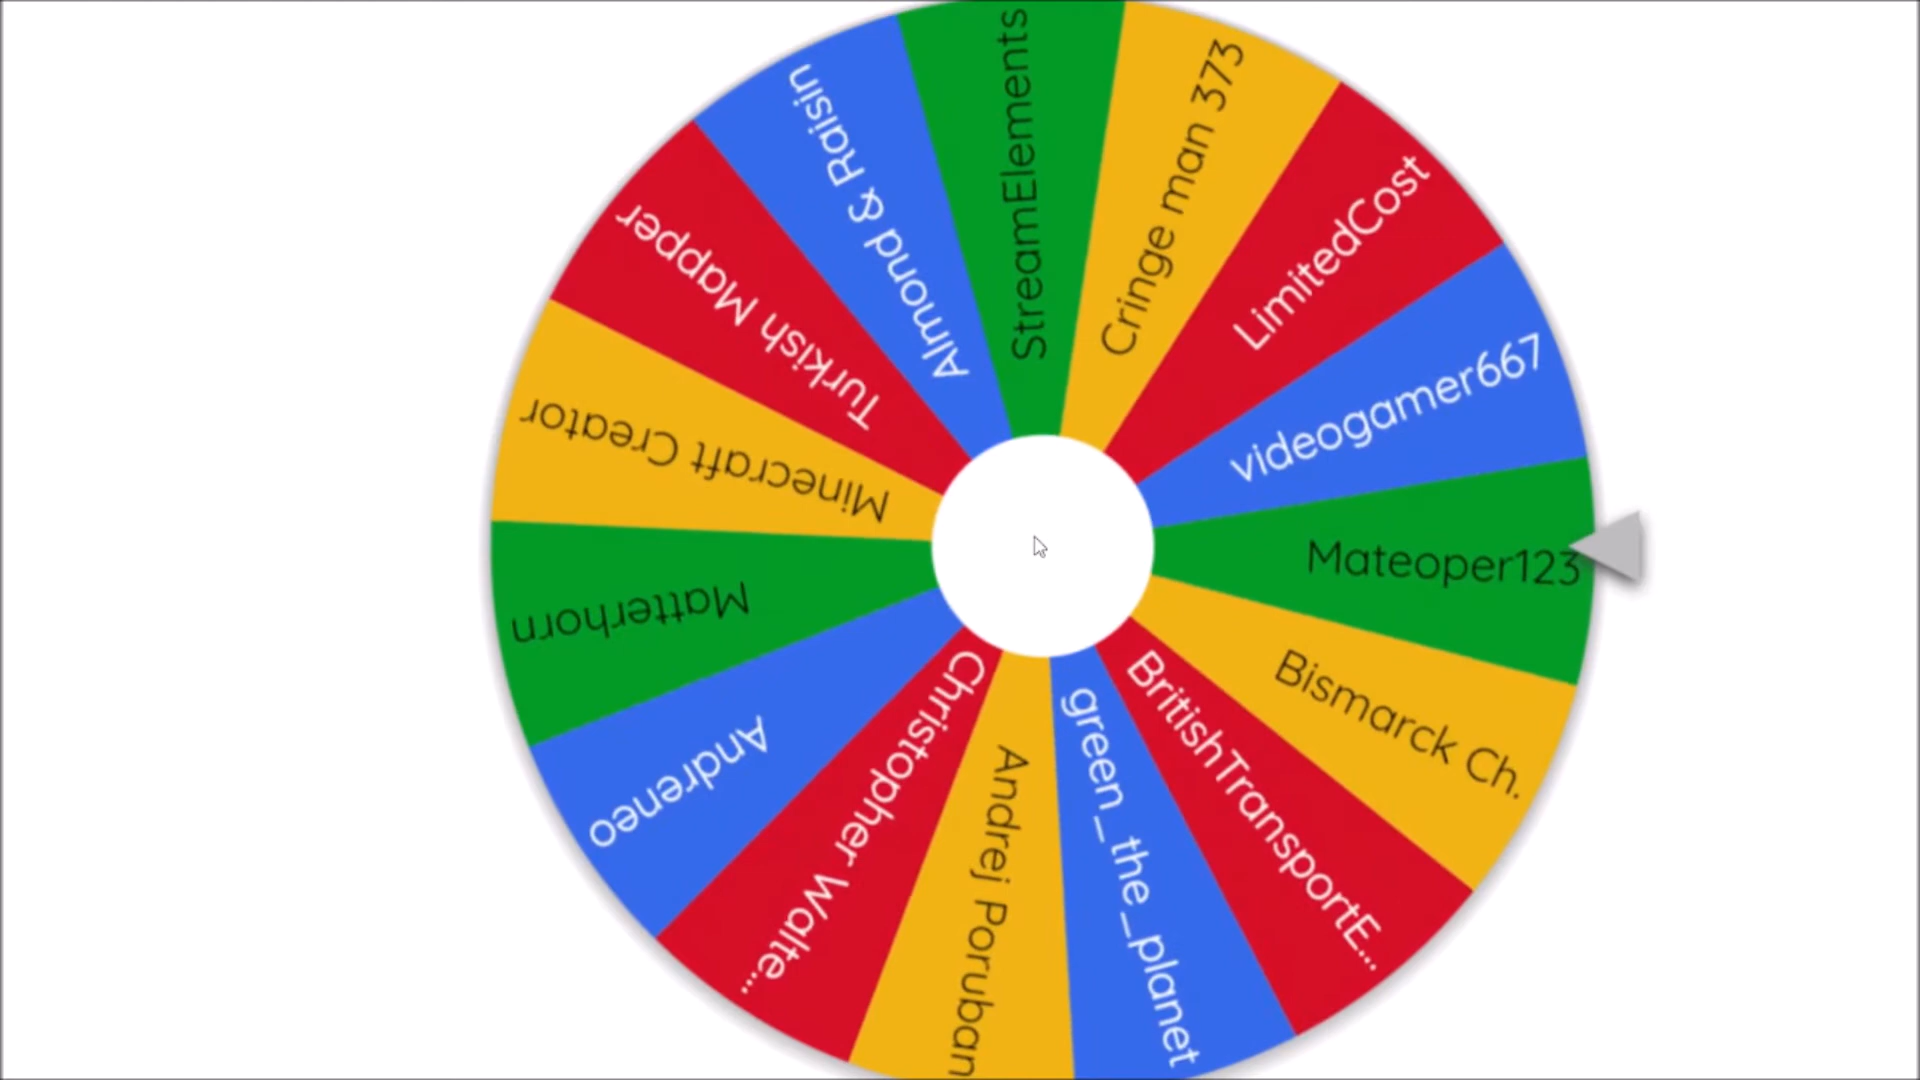 StreamElements
Cringe man 373
LimitedCost
videogamer667
Mateoper123
Bismarck Ch.
BritishTransportE...
green_the_planet
Andrej Poruban
Christopher Walte...
Andreneo
Matterhorn
Minecraft Creator
Turkish Mapper
Almond & Raisin